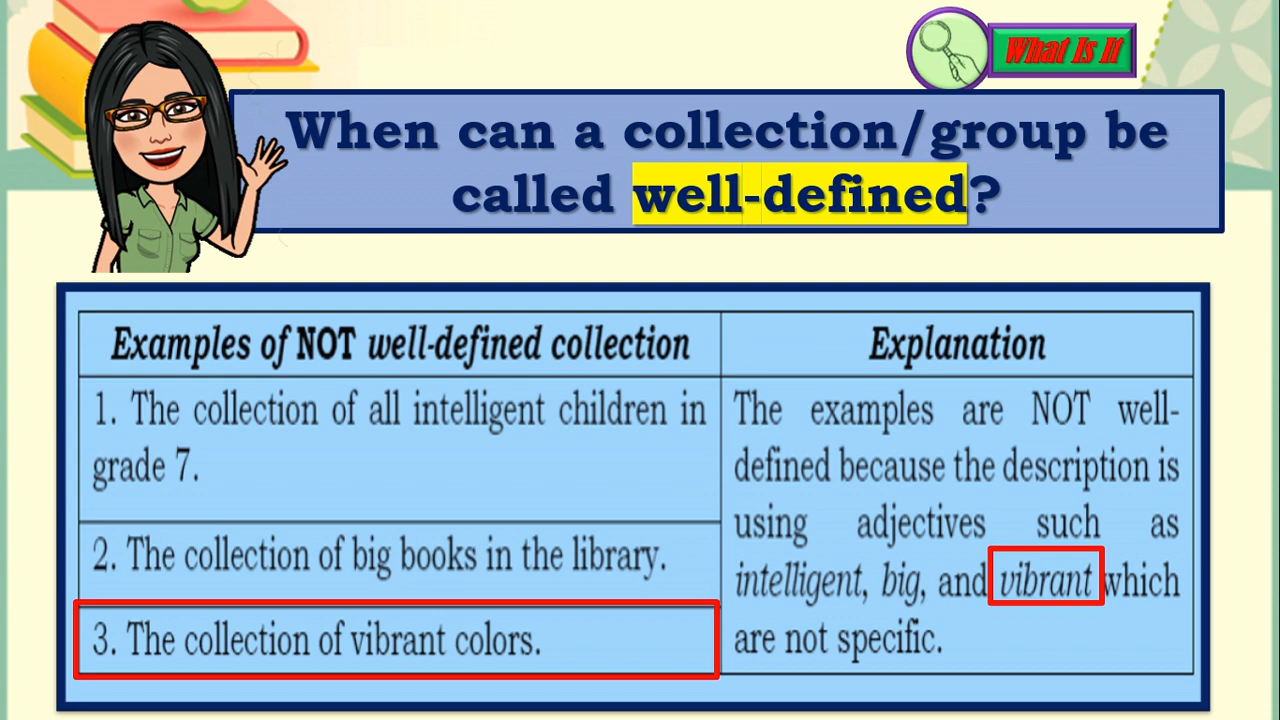 What Is It
When can a collection/group be
called well-defined?
Examples of NOT well-defined collection
Explanation
1. The collection of all intelligent children in
grade 7.
2. The collection of big books in the library.
3. The collection of vibrant colors.
The examples are NOT well-
defined because the description is
using adjectives such as
intelligent, big, and vibrant which
are not specific.